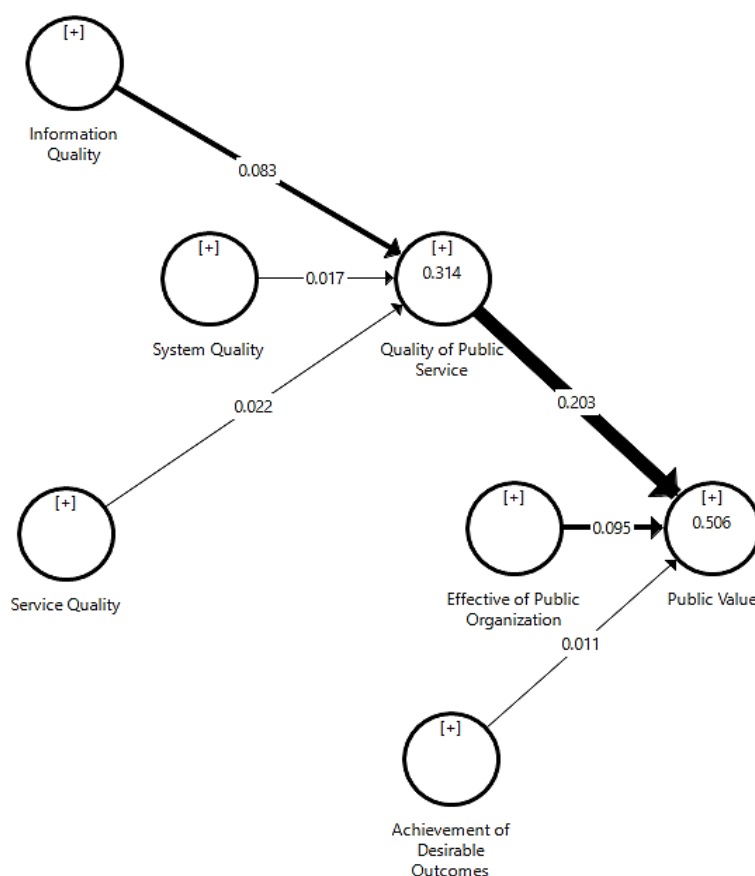 [+]
Information
Quality
0.083
[+]
System Quality
0.017
[+]
0.314
Quality of Public
Service
0.022
0.203
[+]
Service Quality
[+]
Effective of Public
Organization
0.095
[+]
0.506
Public Value
0.011
[+]
Achievement of
Desirable
Outcomes